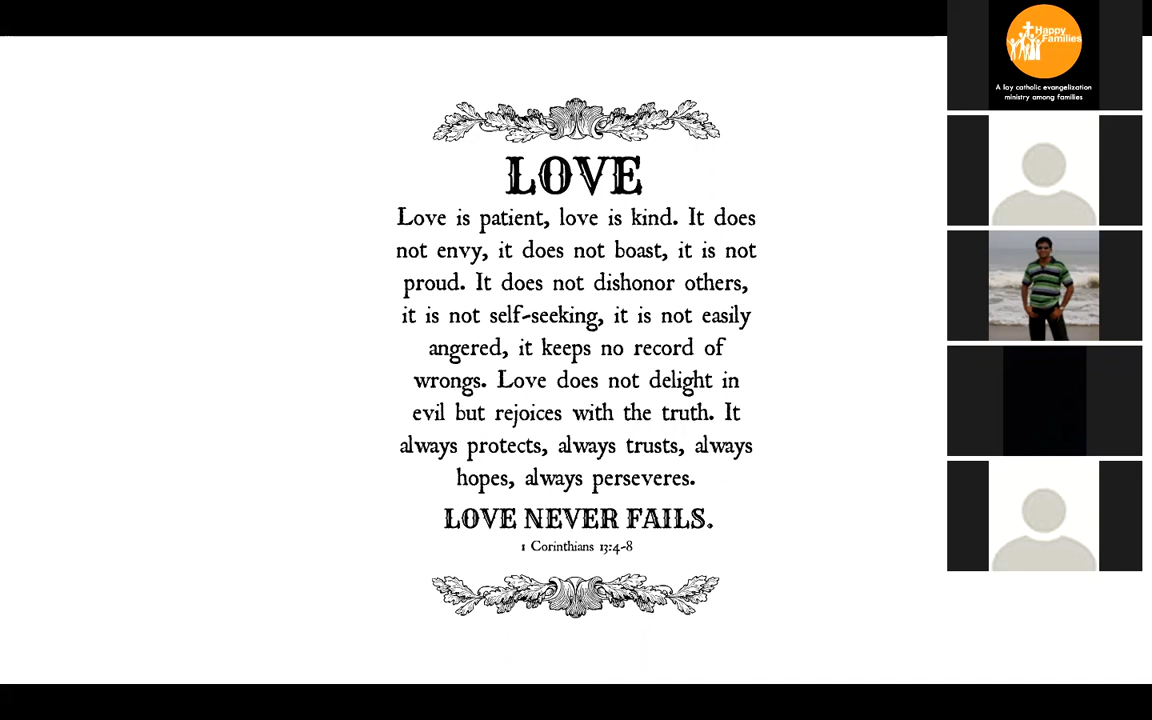 LOVE
Love is patient, love is kind. It does
not envy, it does not boast, it is not
proud. It does not dishonor others,
it is not self-seeking, it is not easily
angered, it keeps no record of
wrongs. Love does not delight in
evil but rejoices with the truth. It
always protects, always trusts, always
hopes, always perseveres.
LOVE NEVER FAILS.
1 Corinthians 13:4-8
Happy
Families
A lay catholic evangelization
ministry among families